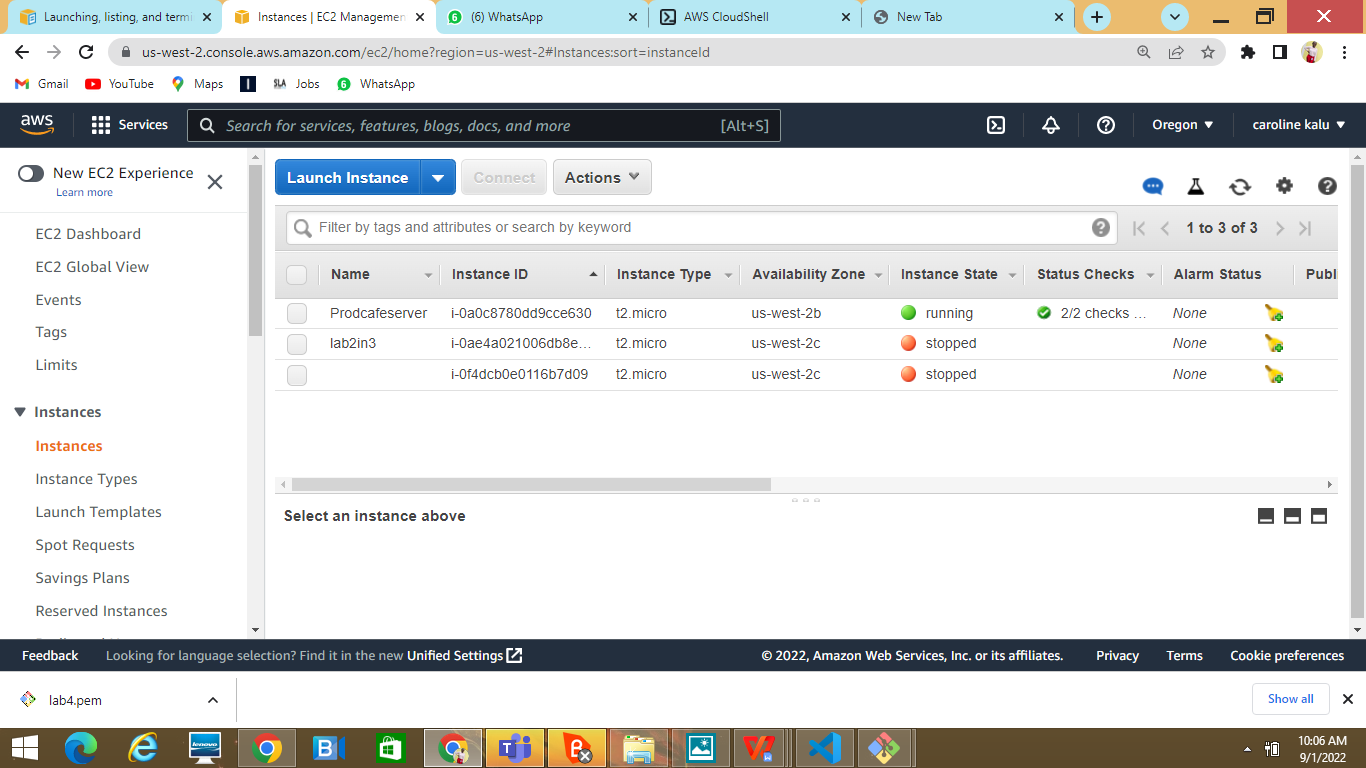 Launching, listing, and termi
Instances | EC2 Managemen
(6) WhatsApp
AWS CloudShell
New Tab
us-west-2.console.aws.amazon.com/ec2/home?region=us-west-2#Instances:sort=instanceId
Gmail YouTube Maps Jobs WhatsApp
aws Services Search for services, features, blogs, docs, and more [Alt+S] Oregon caroline kalu
New EC2 Experience
Learn more
EC2 Dashboard
EC2 Global View
Events
Tags
Limits
Instances
Instances
Instance Types
Launch Templates
Spot Requests
Savings Plans
Reserved Instances
Launch Instance Connect Actions
Filter by tags and attributes or search by keyword 1 to 3 of 3
Name Instance ID Instance Type Availability Zone Instance State Status Checks Alarm Status Publ
Prodcafeserver i-0a0c8780dd9cce630 t2.micro us-west-2b running 2/2 checks ... None
lab2in3 i-0ae4a021006db8e... t2.micro us-west-2c stopped None
i-0f4dcb0e0116b7d09 t2.micro us-west-2c stopped None
Select an instance above
Feedback Looking for language selection? Find it in the new Unified Settings © 2022, Amazon Web Services, Inc. or its affiliates. Privacy Terms Cookie preferences
lab4.pem Show all
10:06 AM
9/1/2022